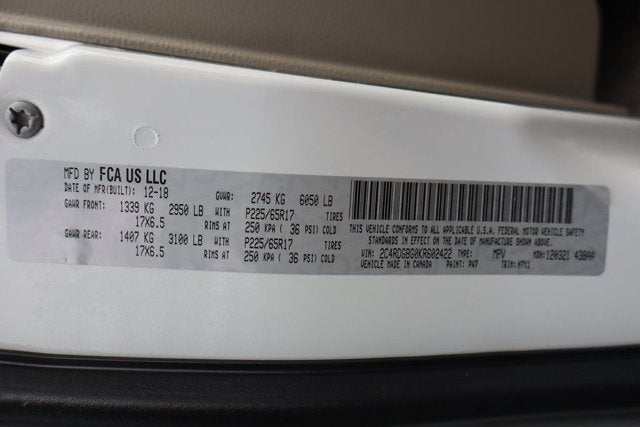 MFD BY FCA US LLC
DATE OF MFR(BUILT): 12-18 GVWR: 2745 KG 6050 LB
GAWR FRONT: 1339 KG 2950 LB WITH P225/65R17 TIRES
17X6.5 RIMS AT 250 KPA ( 36 PSI) COLD
GAWR REAR: 1407 KG 3100 LB WITH P225/65R17 TIRES
17X6.5 RIMS AT 250 KPA ( 36 PSI) COLD
THIS VEHICLE CONFORMS TO ALL APPLICABLE U.S.A. FEDERAL MOTOR VEHICLE SAFETY
STANDARDS IN EFFECT ON THE DATE OF MANUFACTURE SHOWN ABOVE.
VIN: 2C4RDGBG0KR602422 TYPE: MPV MDH: 120321 438AA
VEHICLE MADE IN CANADA PAINT: PW7 TRIM: